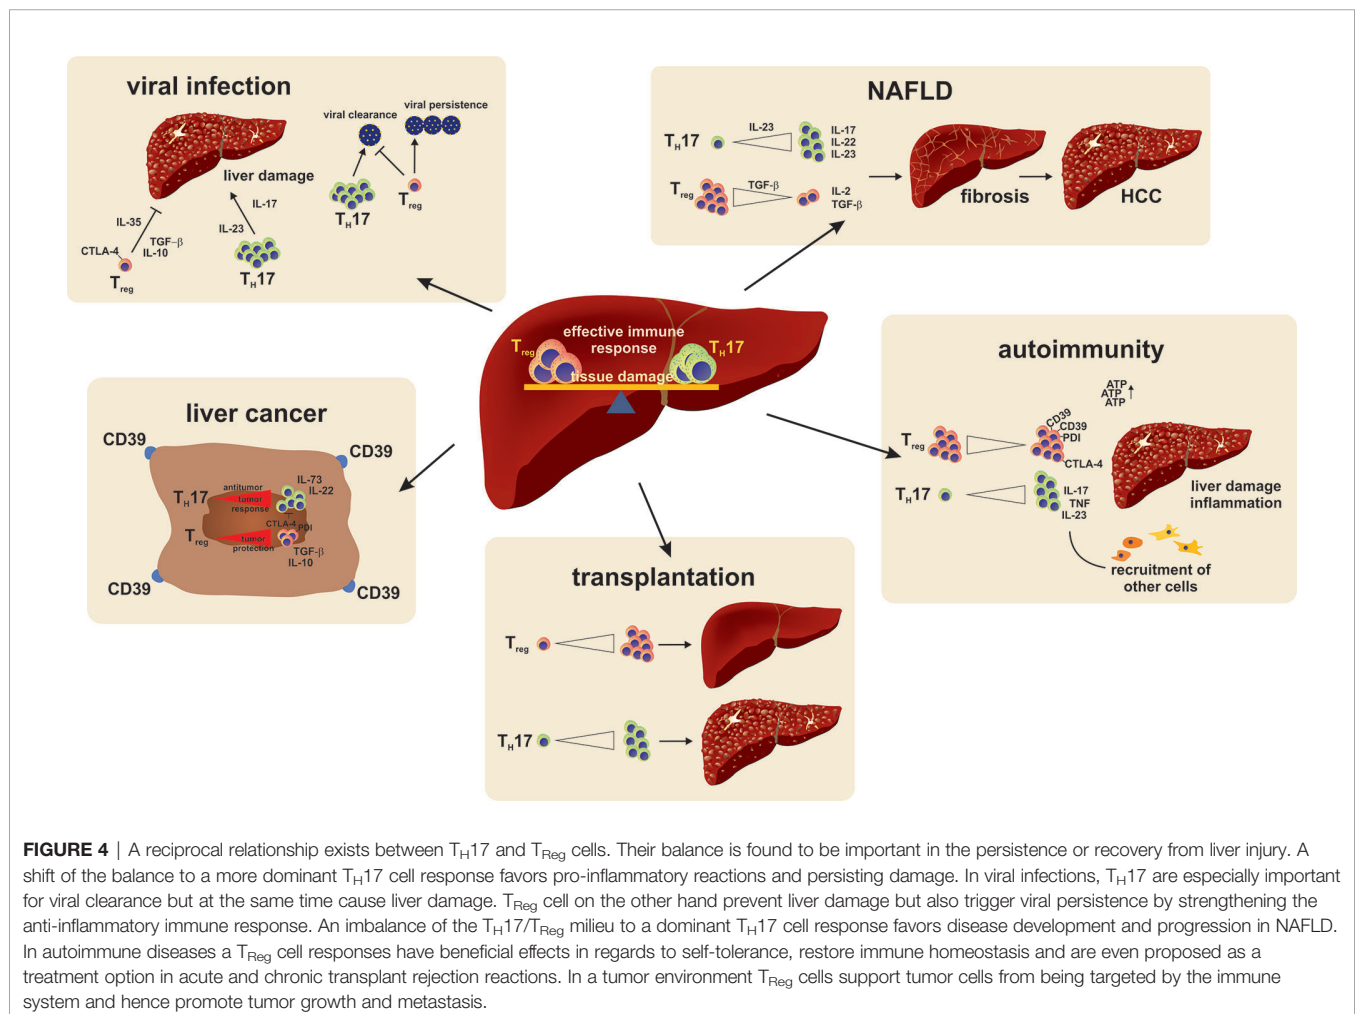 viral infection
viral clearance
viral persistence
liver damage
IL-17
IL-35
IL-23
TGF-β
CTLA-4
IL-10
Treg
TH17
TH17
Treg
NAFLD
TH17
IL-23
IL-17
IL-22
IL-23
Treg
TGF-β
IL-2
TGF-β
fibrosis
HCC
effective immune
response
Treg
TH17
tissue damage
autoimmunity
ATP
ATP
ATP
Treg
CD39
CD39
PDI
CTLA-4
TH17
IL-17
TNF
IL-23
liver damage
inflammation
recruitment of
other cells
liver cancer
CD39
CD39
TH17
antitumor
tumor
response
IL-73
IL-22
CTLA-4
PDI
Treg
tumor
protection
TGF-β
IL-10
CD39
CD39
transplantation
Treg
TH17
FIGURE 4 | A reciprocal relationship exists between TH17 and TReg cells. Their balance is found to be important in the persistence or recovery from liver injury. A
shift of the balance to a more dominant TH17 cell response favors pro-inflammatory reactions and persisting damage. In viral infections, TH17 are especially important
for viral clearance but at the same time cause liver damage. TReg cell on the other hand prevent liver damage but also trigger viral persistence by strengthening the
anti-inflammatory immune response. An imbalance of the TH17/TReg milieu to a dominant TH17 cell response favors disease development and progression in NAFLD.
In autoimmune diseases a TReg cell responses have beneficial effects in regards to self-tolerance, restore immune homeostasis and are even proposed as a
treatment option in acute and chronic transplant rejection reactions. In a tumor environment TReg cells support tumor cells from being targeted by the immune
system and hence promote tumor growth and metastasis.